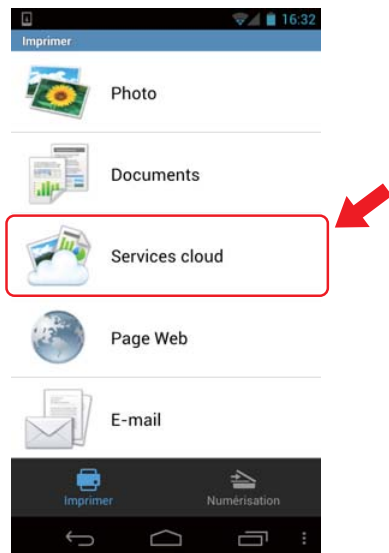 16:32
Imprimer
Photo
Documents
Services cloud
Page Web
E-mail
Imprimer
Numérisation